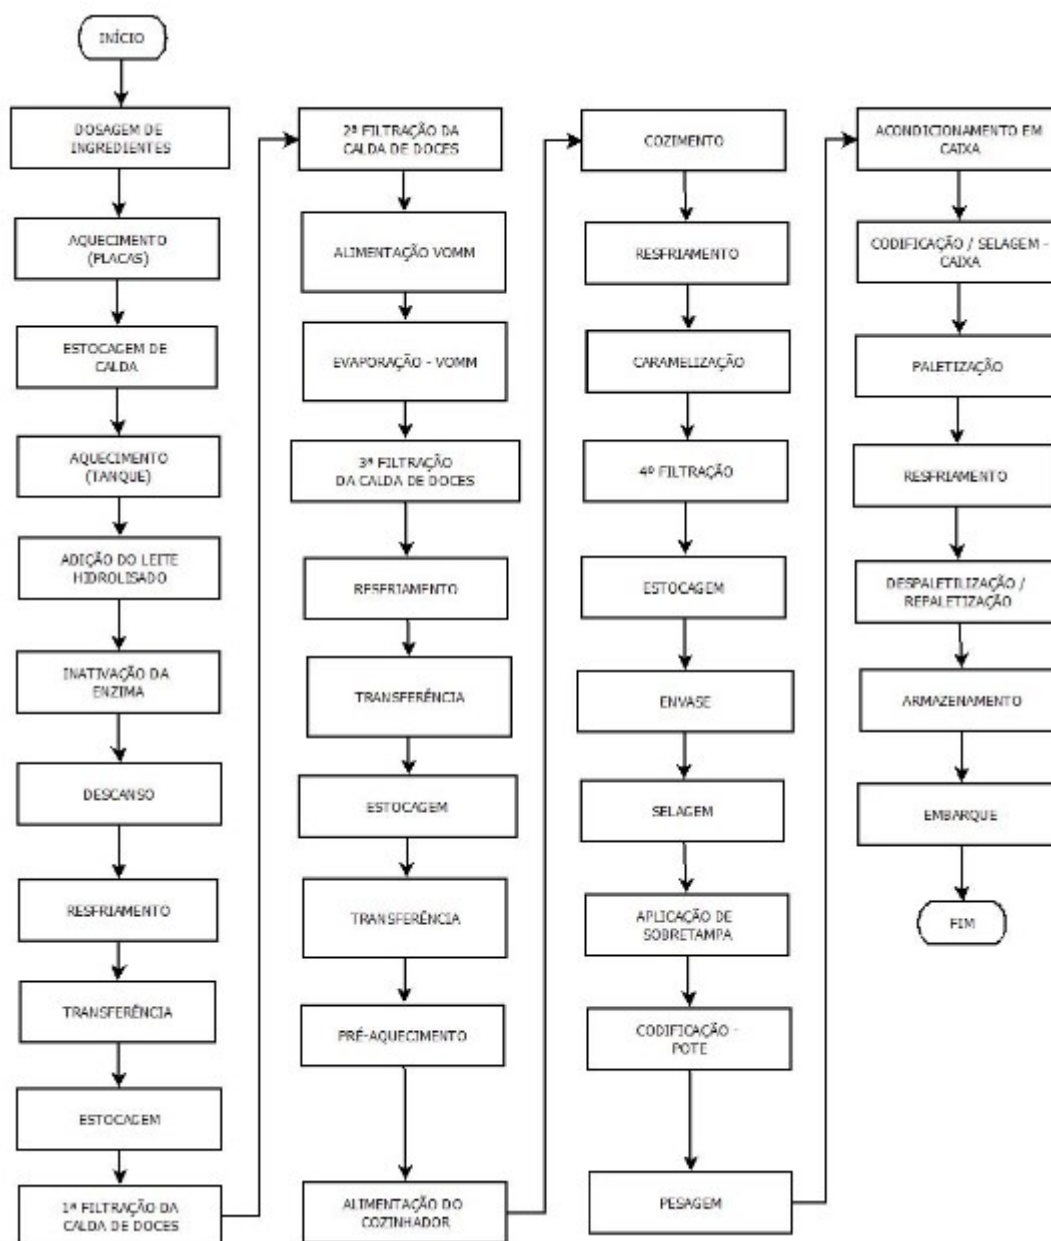 INÍCIO
DOSAGEM DE
INGREDIENTES
AQUECIMENTO
(PLACAS)
ESTOCAGEM DE
CALDA
AQUECIMENTO
(TANQUE)
ADIÇÃO DO LEITE
HIDROLISADO
INATIVAÇÃO DA
ENZIMA
DESCANSO
RESFRIAMENTO
TRANSFERÊNCIA
ESTOCAGEM
1ª FILTRAÇÃO DA
CALDA DE DOCES
2ª FILTRAÇÃO DA
CALDA DE DOCES
ALIMENTAÇÃO VOMM
EVAPORAÇÃO - VOMM
3ª FILTRAÇÃO
DA CALDA DE DOCES
RESFRIAMENTO
TRANSFERÊNCIA
ESTOCAGEM
TRANSFERÊNCIA
PRÉ-AQUECIMENTO
ALIMENTAÇÃO DO
COZINHADOR
COZIMENTO
RESFRIAMENTO
CARAMELIZAÇÃO
4º FILTRAÇÃO
ESTOCAGEM
ENVASE
SELAGEM
APLICAÇÃO DE
SOBRETAMPA
CODIFICAÇÃO -
POTE
PESAGEM
ACONDICIONAMENTO EM
CAIXA
CODIFICAÇÃO / SELAGEM -
CAIXA
PALETIZAÇÃO
RESFRIAMENTO
DESPALETILIZAÇÃO /
REPALETIZAÇÃO
ARMAZENAMENTO
EMBARQUE
FIM